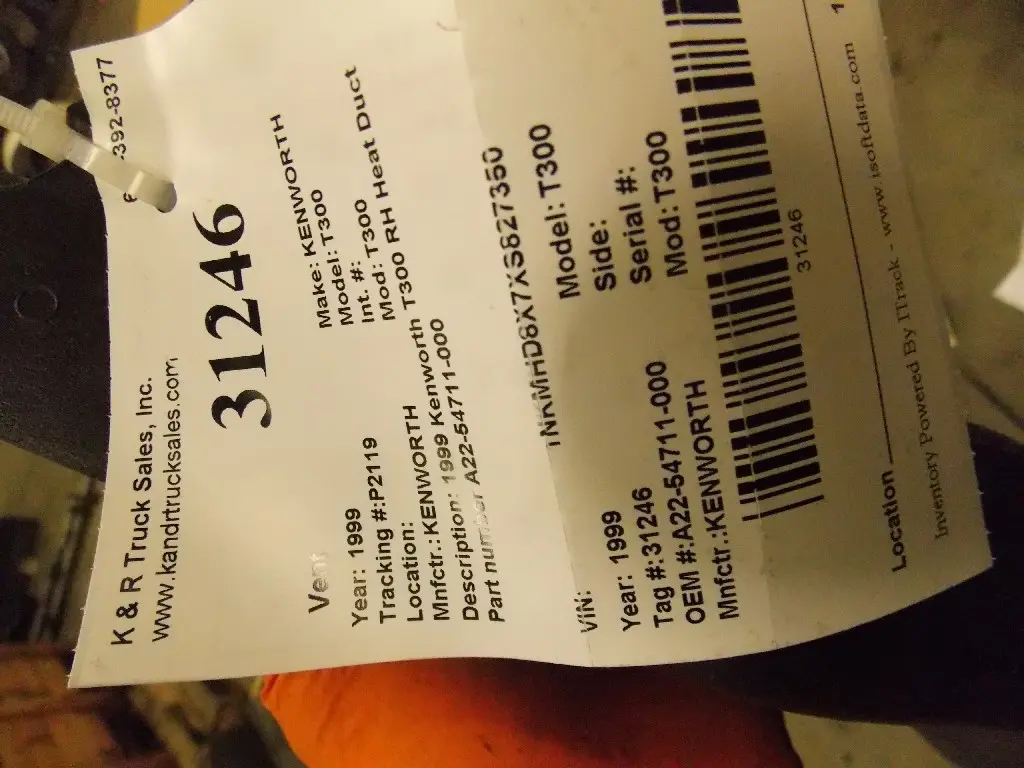 K & R Truck Sales, Inc. -392-8377
www.kandrtrucksales.com
31246
Vent
Make: KENWORTH
Year: 1999 Model: T300
Tracking #:P2119 Int. #:
Location: Mod: T300
Mnfctr.:KENWORTH
Description: 1999 Kenworth T300 RH Heat Duct
Part number A22-54711-000
VIN:
Year: 1999 Model: T300
Tag #:31246 Side:
OEM #:A22-54711-000 Serial #:
Mnfctr.:KENWORTH Mod:T300
31246
Location
Inventory Powered By ITrack - www.isoftdata.com 1